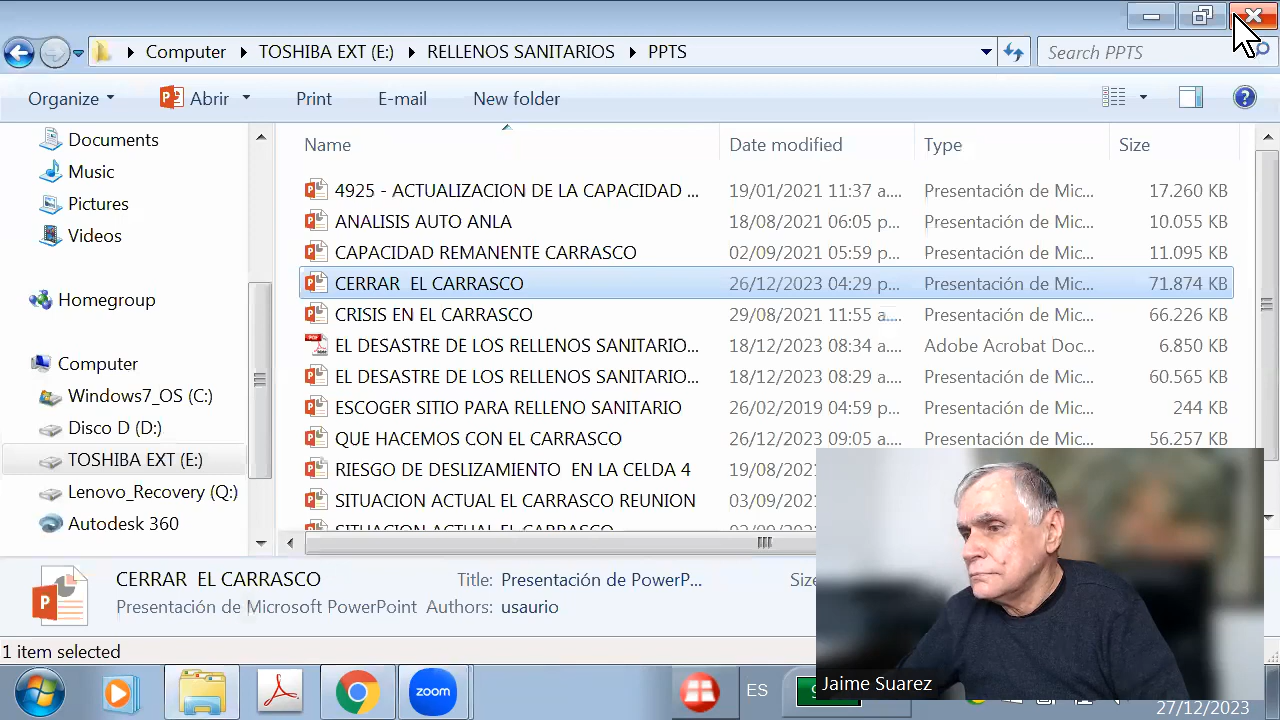 Computer TOSHIBA EXT (E:) RELLENOS SANITARIOS PPTS Search PPTS
Organize Abrir Print E-mail New folder
Documents
Music
Pictures
Videos
Homegroup
Computer
Windows7_OS (C:)
Disco D (D:)
TOSHIBA EXT (E:)
Lenovo_Recovery (Q:)
Autodesk 360
Name Date modified Type Size
4925 - ACTUALIZACION DE LA CAPACIDAD ... 19/01/2021 11:37 a.... Presentación de Mic... 17.260 KB
ANALISIS AUTO ANLA 18/08/2021 06:05 p... Presentación de Mic... 10.055 KB
CAPACIDAD REMANENTE CARRASCO 02/09/2021 05:59 p... Presentación de Mic... 11.095 KB
CERRAR EL CARRASCO 26/12/2023 04:29 p... Presentación de Mic... 71.874 KB
CRISIS EN EL CARRASCO 29/08/2021 11:55 a.... Presentación de Mic... 66.226 KB
EL DESASTRE DE LOS RELLENOS SANITARIO... 18/12/2023 08:34 a.... Adobe Acrobat Doc... 6.850 KB
EL DESASTRE DE LOS RELLENOS SANITARIO... 18/12/2023 08:29 a.... Presentación de Mic... 60.565 KB
ESCOGER SITIO PARA RELLENO SANITARIO 26/02/2019 04:59 p... Presentación de Mic... 244 KB
QUE HACEMOS CON EL CARRASCO 26/12/2023 09:05 a.... Presentación de Mic... 56.257 KB
RIESGO DE DESLIZAMIENTO EN LA CELDA 4 19/08/
SITUACION ACTUAL EL CARRASCO REUNION 03/09/
SITUACION ACTUAL EL CARRASCO
CERRAR EL CARRASCO Title: Presentación de PowerP...
Presentación de Microsoft PowerPoint Authors: usaurio
1 item selected
zoom
ES
Jaime Suarez
27/12/2023